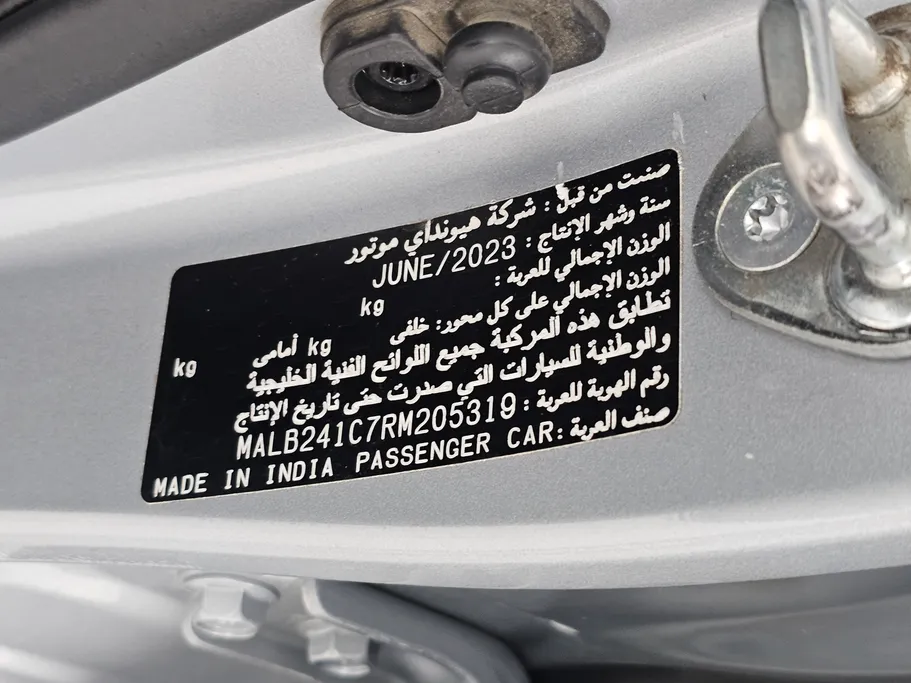 صنعت من قبل : شركة هيونداي موتور
سنة وشهر الإنتاج : JUNE/2023
الوزن الإجمالي للعربة : kg
الوزن الإجمالي على كل محور: خلفي kg أمامي kg
تطابق هذه المركبة جميع اللوائح الفنية الخليجية
والوطنية للسيارات التي صدرت حتى تاريخ الإنتاج
رقم الهوية للعربة : MALB241C7RM205319
صنف العربة : PASSENGER CAR MADE IN INDIA